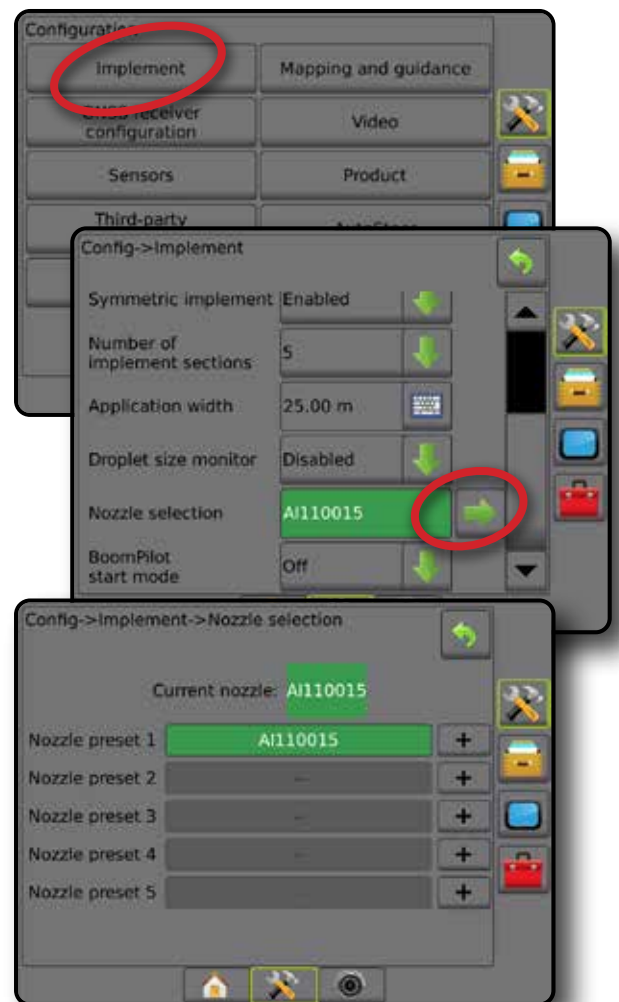 Configuration
Implement
Mapping and guidance
GNSS receiver
configuration
Video
Sensors
Product
Third-party
Config->Implement
Symmetric implement Enabled
Number of
implement sections
5
Application width 25.00 m
Droplet size monitor Disabled
Nozzle selection AI110015
BoomPilot
start mode
Off
Config->Implement->Nozzle selection
Current nozzle: AI110015
Nozzle preset 1 AI110015 +
Nozzle preset 2 -- +
Nozzle preset 3 -- +
Nozzle preset 4 -- +
Nozzle preset 5 -- +